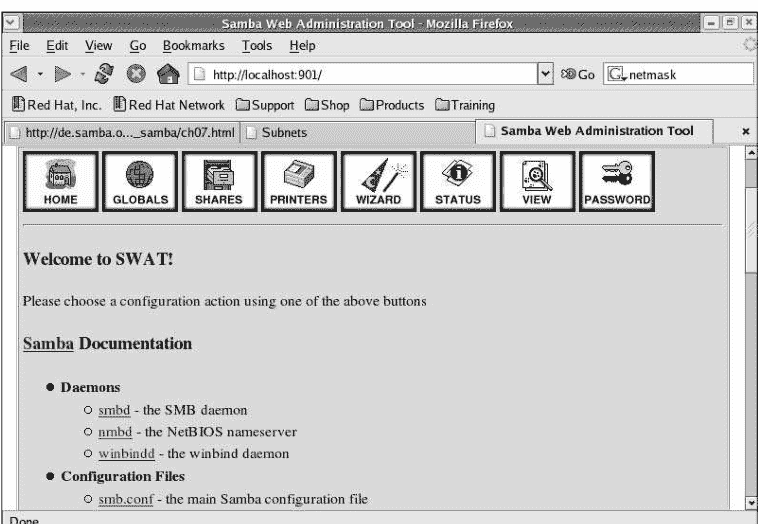 Samba Web Administration Tool - Mozilla Firefox
File Edit View Go Bookmarks Tools Help
http://localhost:901/ Go G netmask
Red Hat, Inc. Red Hat Network Support Shop Products Training
http://de.samba.o..._samba/ch07.html Subnets Samba Web Administration Tool
HOME GLOBALS SHARES PRINTERS WIZARD STATUS VIEW PASSWORD
Welcome to SWAT!
Please choose a configuration action using one of the above buttons
Samba Documentation
Daemons
smbd - the SMB daemon
nmbd - the NetBIOS nameserver
winbindd - the winbind daemon
Configuration Files
smb.conf - the main Samba configuration file
Done